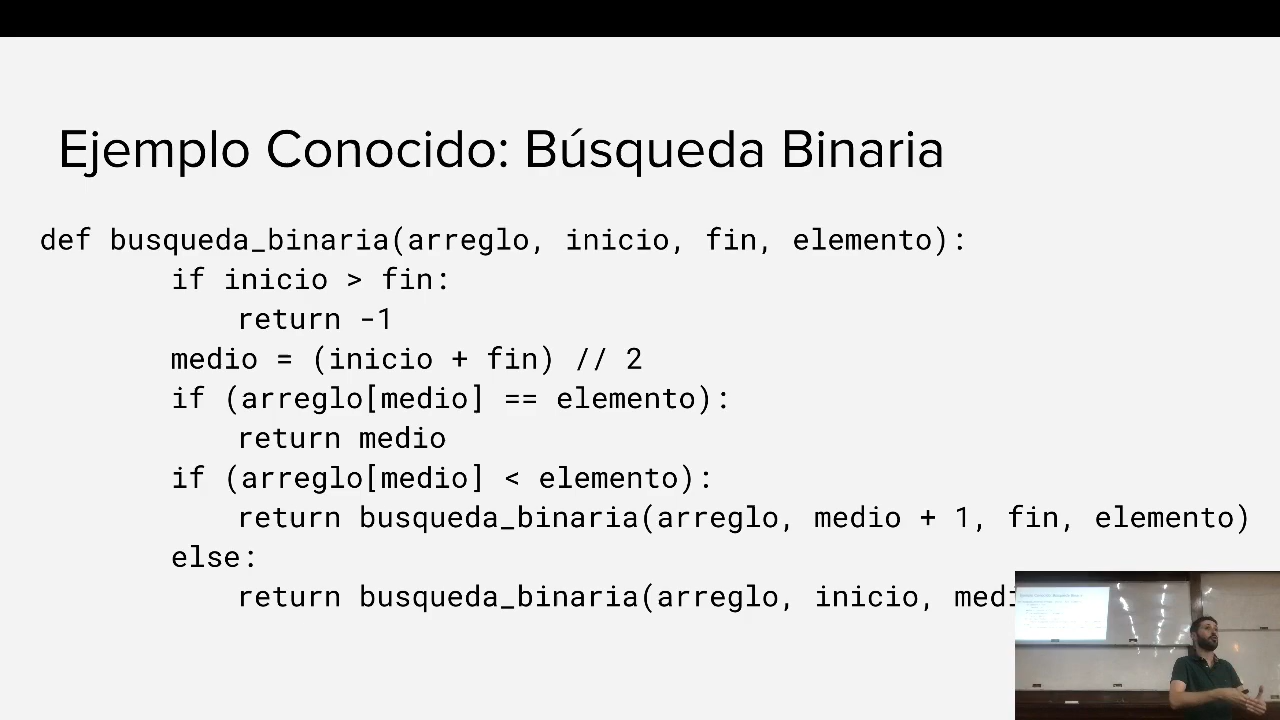 Ejemplo Conocido: Búsqueda Binaria
def busqueda_binaria(arreglo, inicio, fin, elemento):
if inicio > fin:
return -1
medio = (inicio + fin) // 2
if (arreglo[medio] == elemento):
return medio
if (arreglo[medio] < elemento):
return busqueda_binaria(arreglo, medio + 1, fin, elemento)
else:
return busqueda_binaria(arreglo, inicio,